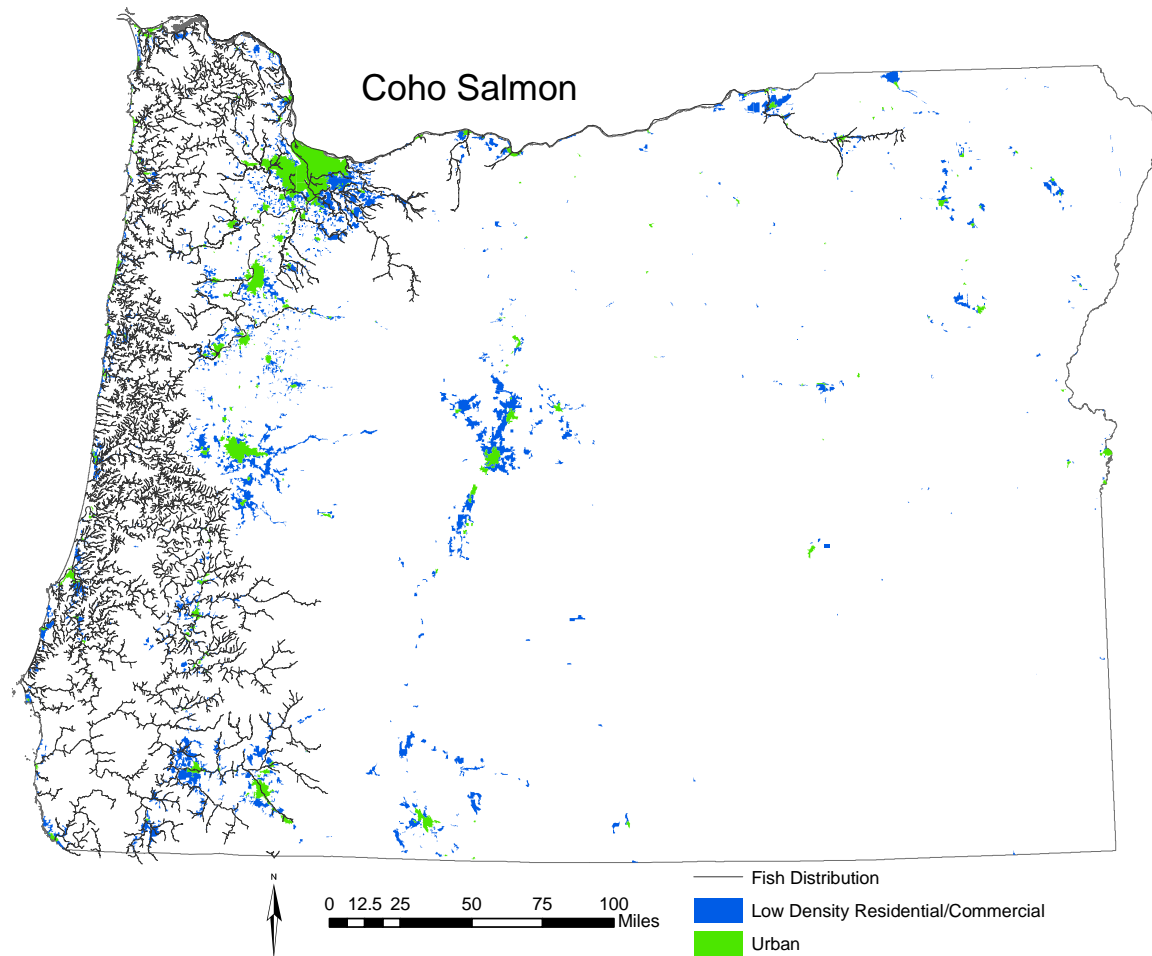 Coho Salmon
N
0 12.5 25 50 75 100
Miles
Fish Distribution
Low Density Residential/Commercial
Urban